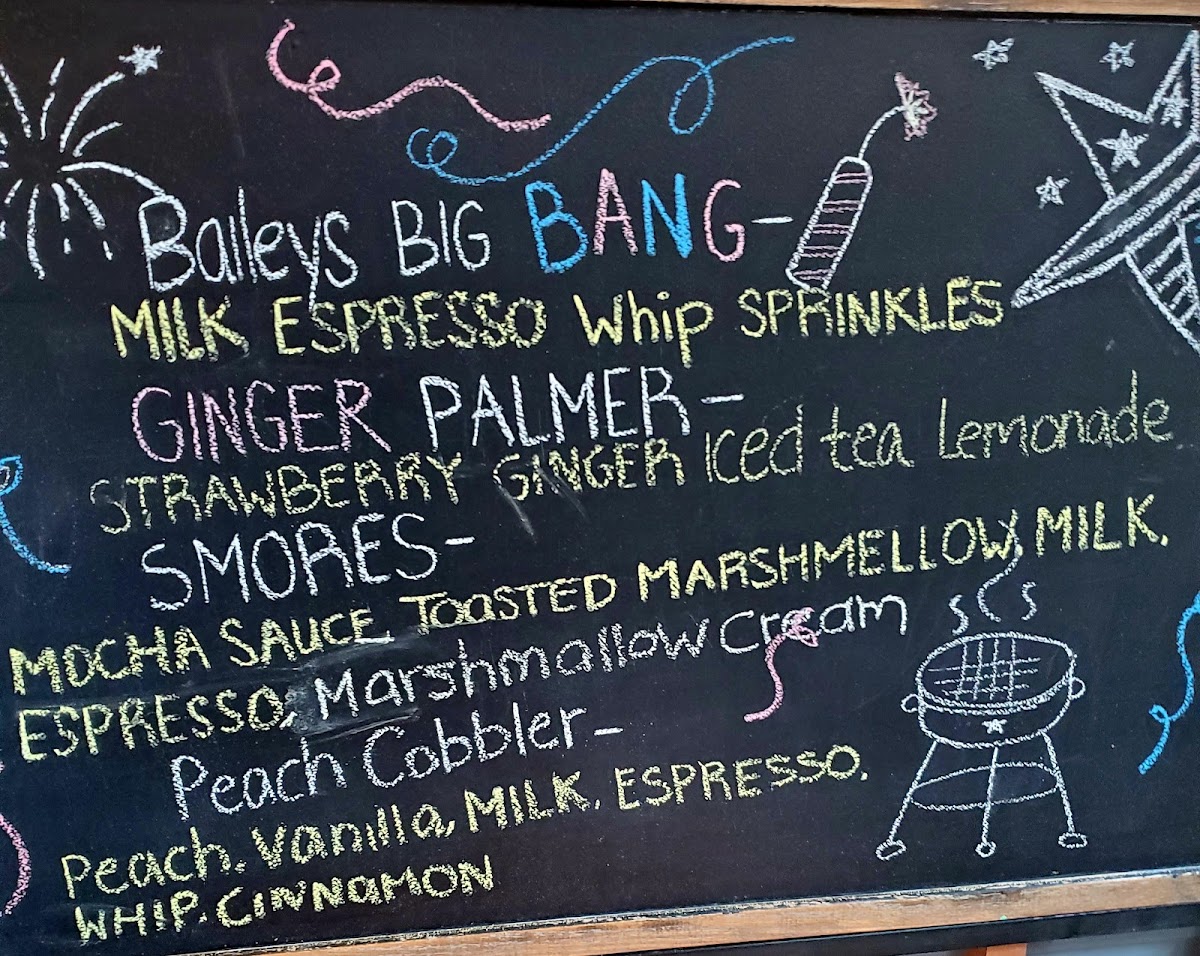 Baileys BIG BANG-
MILK ESPRESSO Whip SPRINKLES
GINGER PALMER-
STRAWBERRY GINGER Iced tea Lemonade
SMORES-
MOCHA SAUCE, TOASTED MARSHMELLOW, MILK,
ESPRESSO, Marshmallow Cream
Peach Cobbler-
Peach, Vanilla, MILK, ESPRESSO,
WHIP, CINNAMON